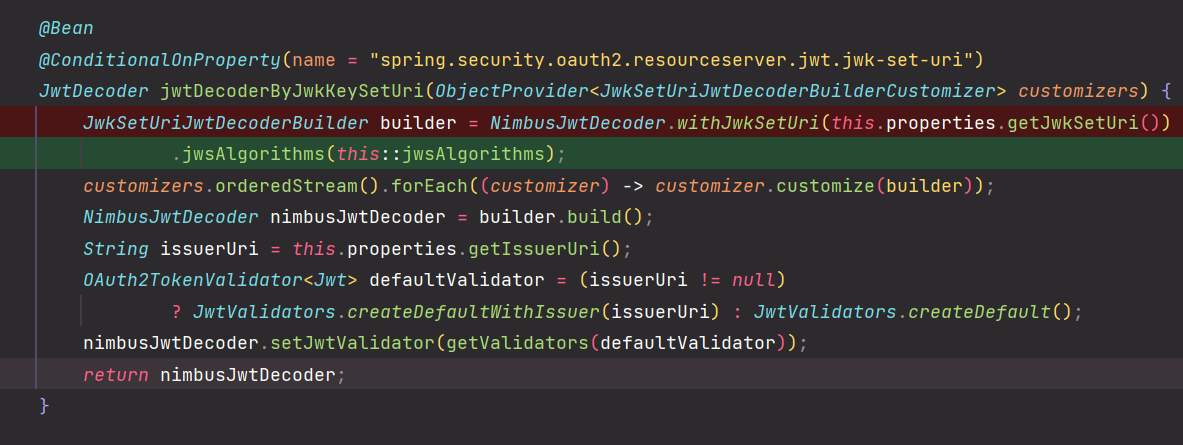 @Bean
@ConditionalOnProperty(name = "spring.security.oauth2.resourceserver.jwt.jwk-set-uri")
JwtDecoder jwtDecoderByJwkKeySetUri(ObjectProvider<JwkSetUriJwtDecoderBuilderCustomizer> customizers) {
    JwkSetUriJwtDecoderBuilder builder = NimbusJwtDecoder.withJwkSetUri(this.properties.getJwkSetUri())
            .jwsAlgorithms(this::jwsAlgorithms);
    customizers.orderedStream().forEach((customizer) -> customizer.customize(builder));
    NimbusJwtDecoder nimbusJwtDecoder = builder.build();
    String issuerUri = this.properties.getIssuerUri();
    OAuth2TokenValidator<Jwt> defaultValidator = (issuerUri != null)
            ? JwtValidators.createDefaultWithIssuer(issuerUri) : JwtValidators.createDefault();
    nimbusJwtDecoder.setJwtValidator(getValidators(defaultValidator));
    return nimbusJwtDecoder;
}